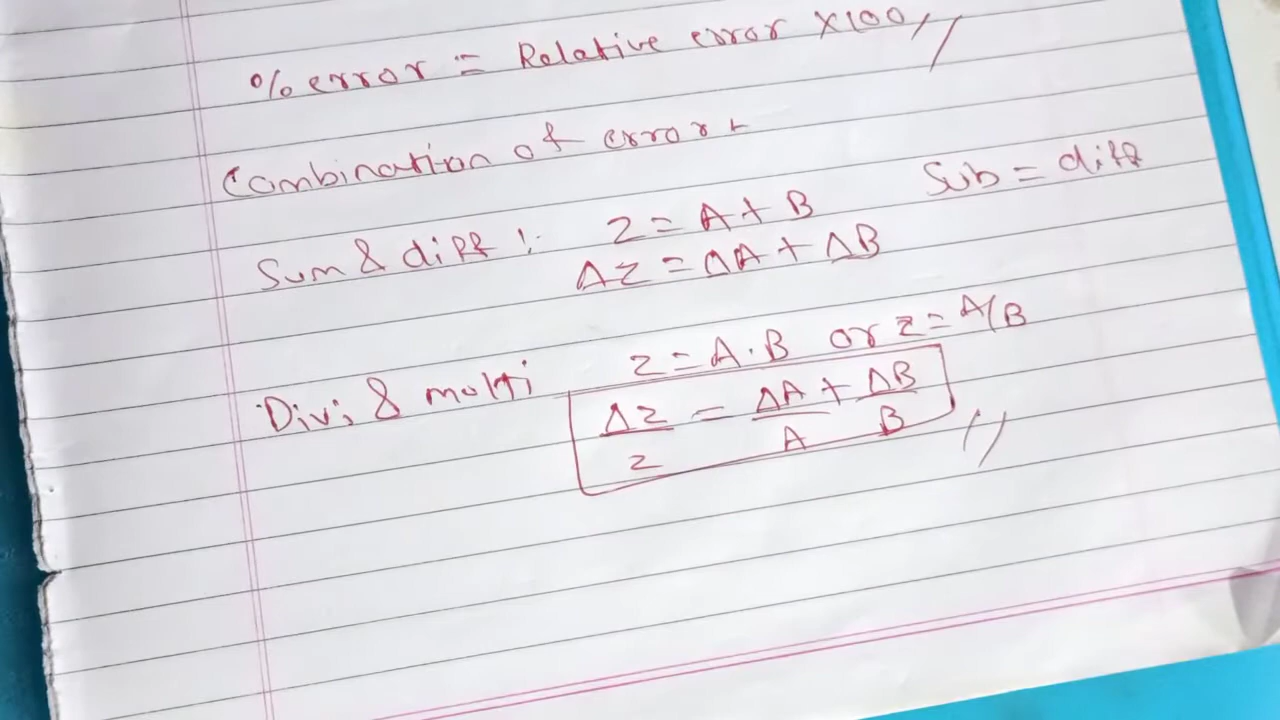 % error = Relative error X100//
Combination of error
Sub = diff
Sum & diff :- Z = A + B
ΔZ = ΔA + ΔB
Div; & multi Z = A · B or Z = A/B
ΔZ/Z = ΔA/A + ΔB/B //